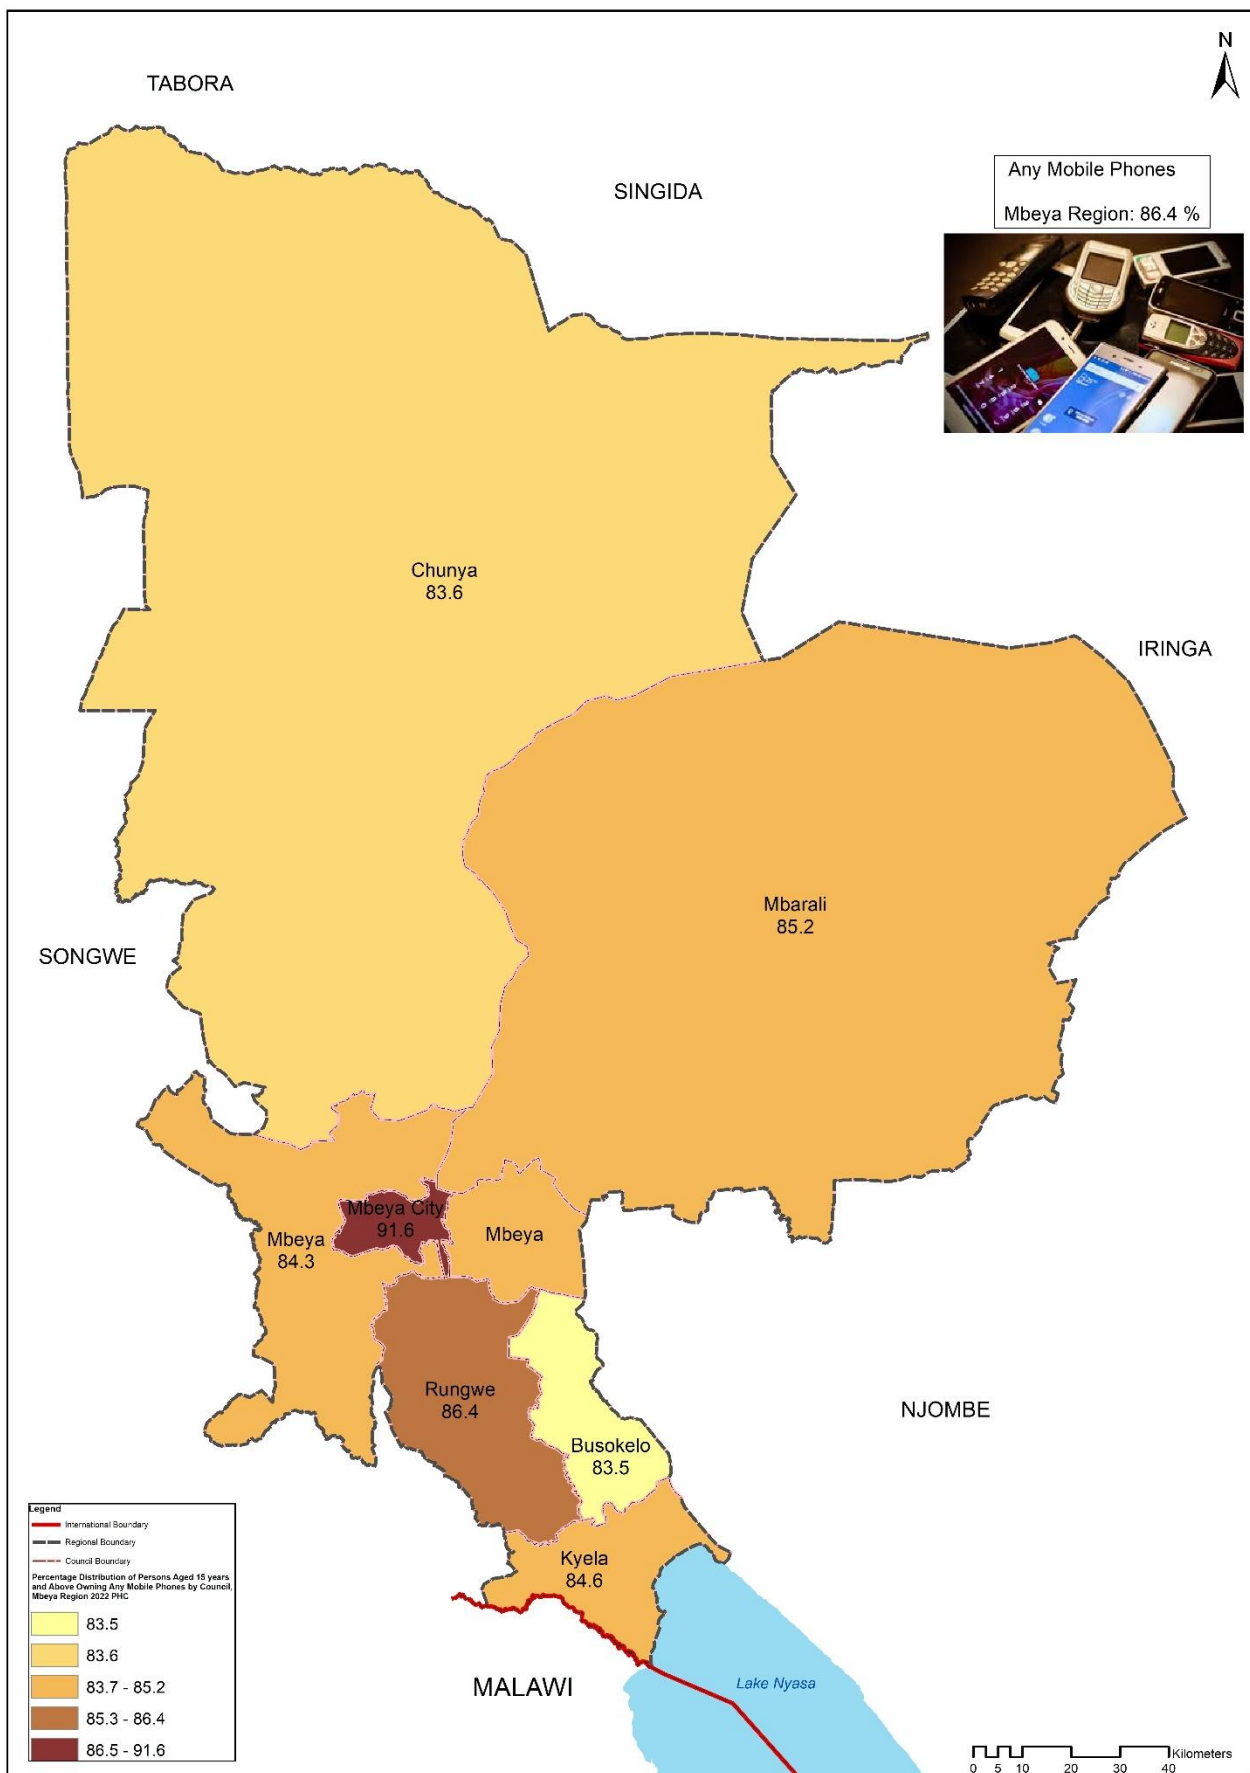 N
TABORA
SINGIDA
Any Mobile Phones
Mbeya Region: 86.4 %
Chunya
83.6
IRINGA
Mbarali
85.2
SONGWE
Mbeya City
91.6
Mbeya
84.3
Mbeya
Rungwe
86.4
NJOMBE
Busokelo
83.5
Kyela
84.6
MALAWI
Lake Nyasa
Legend
International Boundary
Regional Boundary
Council Boundary
Percentage Distribution of Persons Aged 15 years
and Above Owning Any Mobile Phones by Council,
Mbeya Region 2022 PHC
83.5
83.6
83.7 - 85.2
85.3 - 86.4
86.5 - 91.6
Kilometers
0 5 10 20 30 40